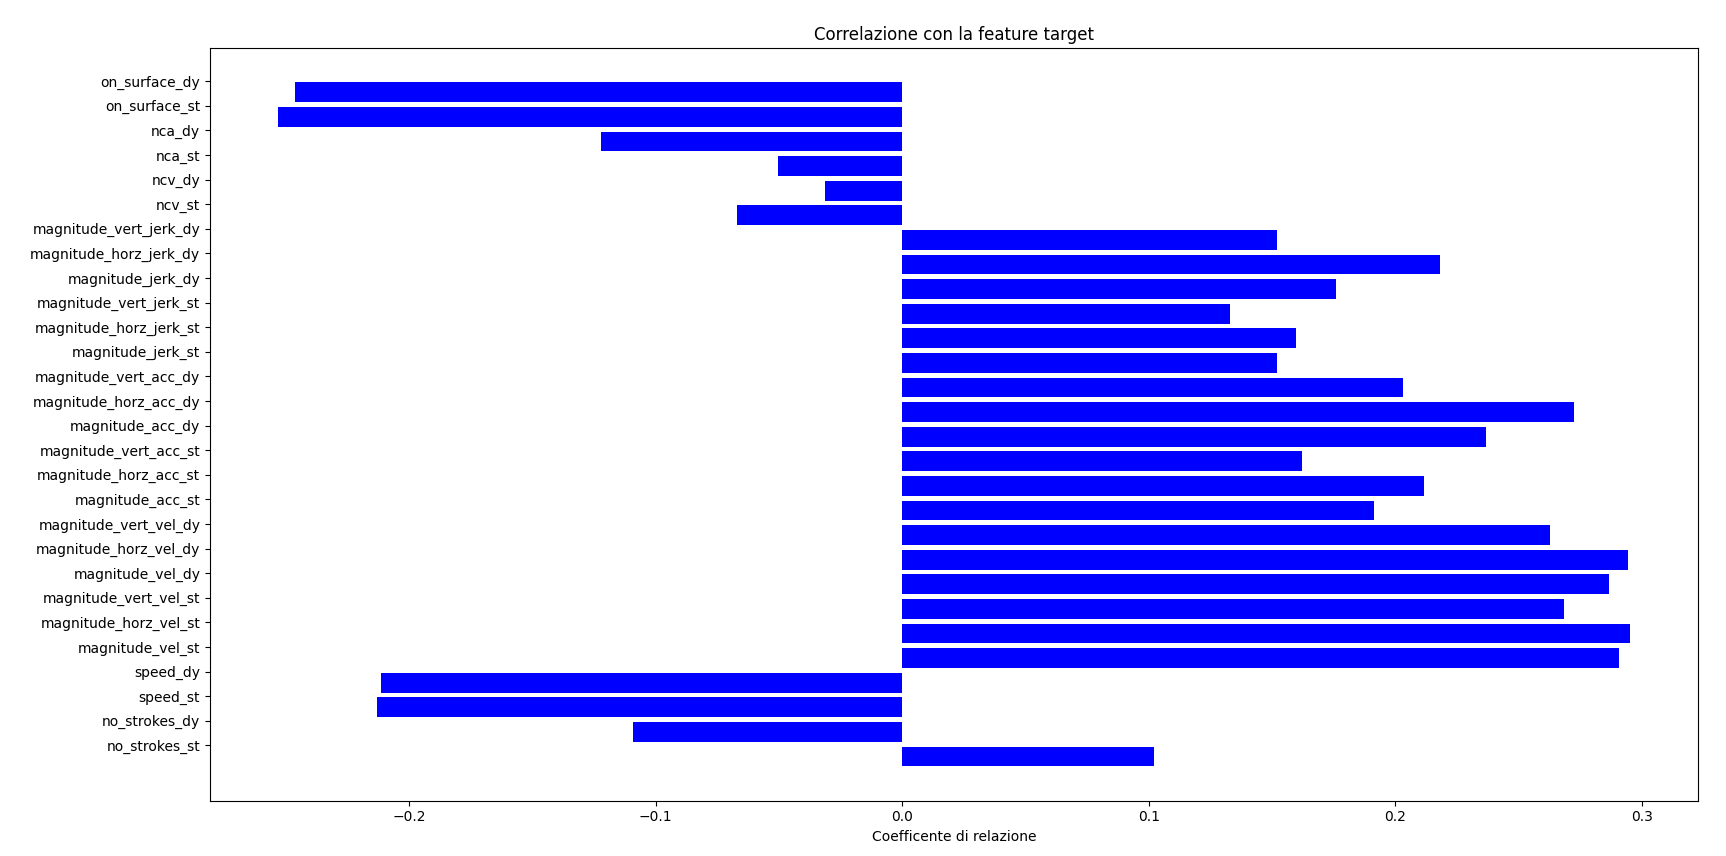 Correlazione con la feature target
on_surface_dy
on_surface_st
nca_dy
nca_st
ncv_dy
ncv_st
magnitude_vert_jerk_dy
magnitude_horz_jerk_dy
magnitude_jerk_dy
magnitude_vert_jerk_st
magnitude_horz_jerk_st
magnitude_jerk_st
magnitude_vert_acc_dy
magnitude_horz_acc_dy
magnitude_acc_dy
magnitude_vert_acc_st
magnitude_horz_acc_st
magnitude_acc_st
magnitude_vert_vel_dy
magnitude_horz_vel_dy
magnitude_vel_dy
magnitude_vert_vel_st
magnitude_horz_vel_st
magnitude_vel_st
speed_dy
speed_st
no_strokes_dy
no_strokes_st
−0.2 −0.1 0.0 0.1 0.2 0.3
Coefficente di relazione